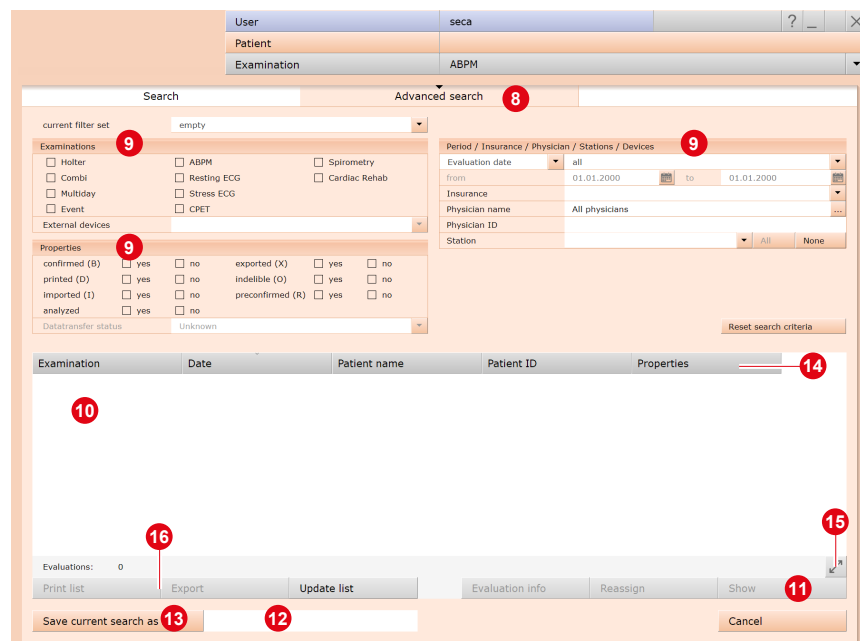 User seca ? _ X
Patient
Examination ABPM
Search Advanced search 8
current filter set empty
Examinations 9
Holter ABPM Spirometry
Combi Resting ECG Cardiac Rehab
Multiday Stress ECG
Event CPET
External devices
Period / Insurance / Physician / Stations / Devices 9
Evaluation date all
from 01.01.2000 to 01.01.2000
Insurance
Physician name All physicians ...
Physician ID
Station All None
Properties 9
confirmed (B) yes no exported (X) yes no
printed (D) yes no indelible (O) yes no
imported (I) yes no preconfirmed (R) yes no
analyzed yes no
Datatransfer status Unknown
Reset search criteria
Examination Date Patient name Patient ID Properties 14
10
15
16
Evaluations: 0
Print list Export Update list Evaluation info Reassign Show 11
Save current search as 13 12 Cancel